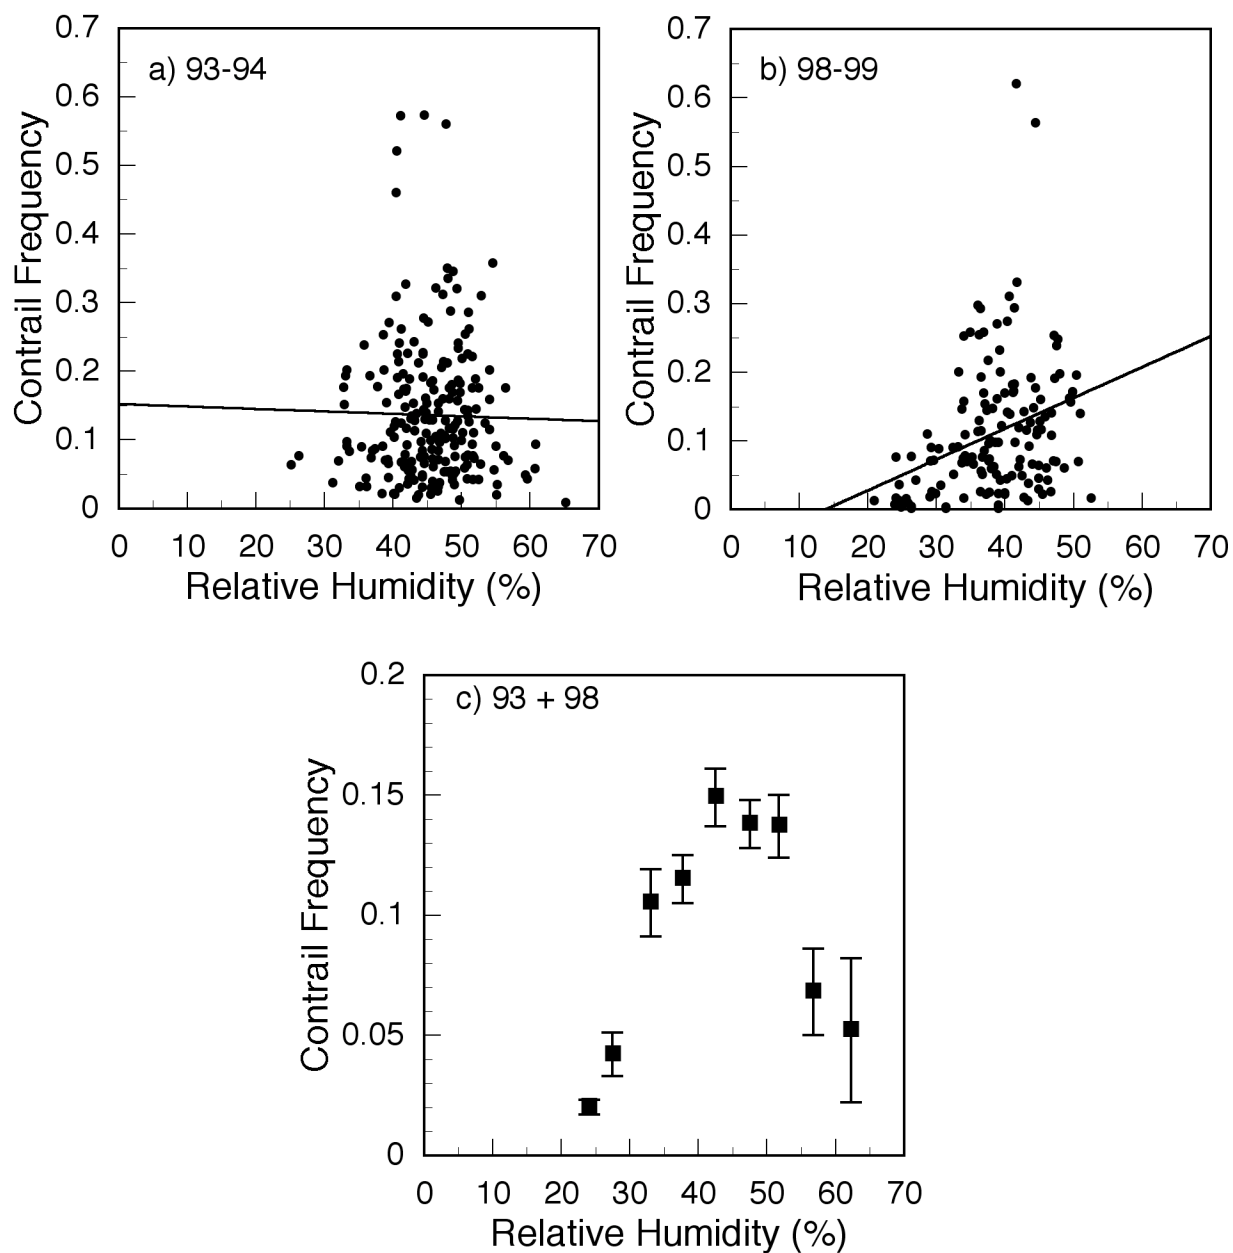 a) 93-94
0.7
0.6
0.5
0.4
0.3
0.2
0.1
0
Contrail Frequency
0 10 20 30 40 50 60 70
Relative Humidity (%)
b) 98-99
0.7
0.6
0.5
0.4
0.3
0.2
0.1
0
Contrail Frequency
0 10 20 30 40 50 60 70
Relative Humidity (%)
c) 93 + 98
0.2
0.15
0.1
0.05
0
Contrail Frequency
0 10 20 30 40 50 60 70
Relative Humidity (%)